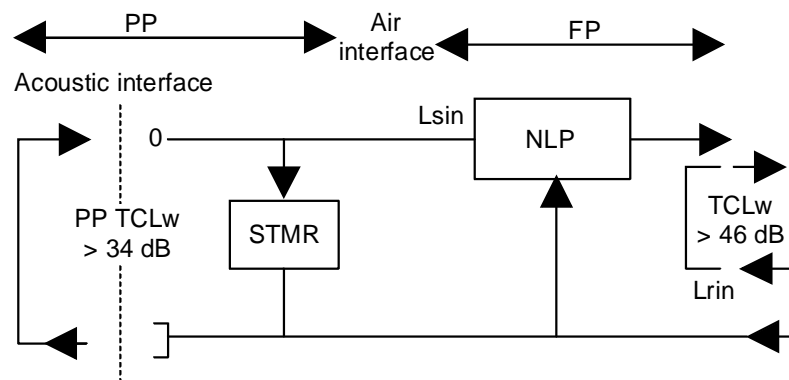 PP
Air
interface
FP
Acoustic interface
0
Lsin
NLP
PP TCLw
> 34 dB
STMR
TCLw
> 46 dB
Lrin